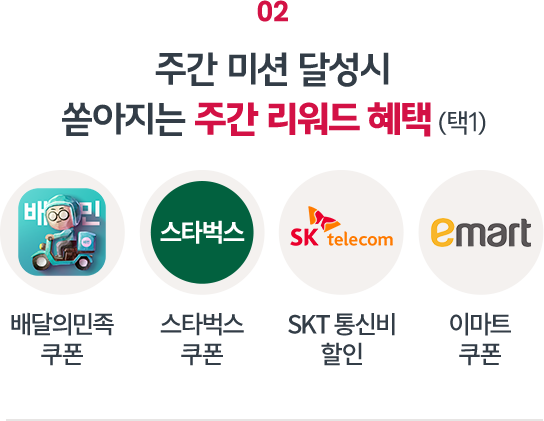 02
주간 미션 달성시
쏟아지는 주간 리워드 혜택 (택1)
배 민
스타벅스
SK telecom
emart
배달의민족
쿠폰
스타벅스
쿠폰
SKT 통신비
할인
이마트
쿠폰